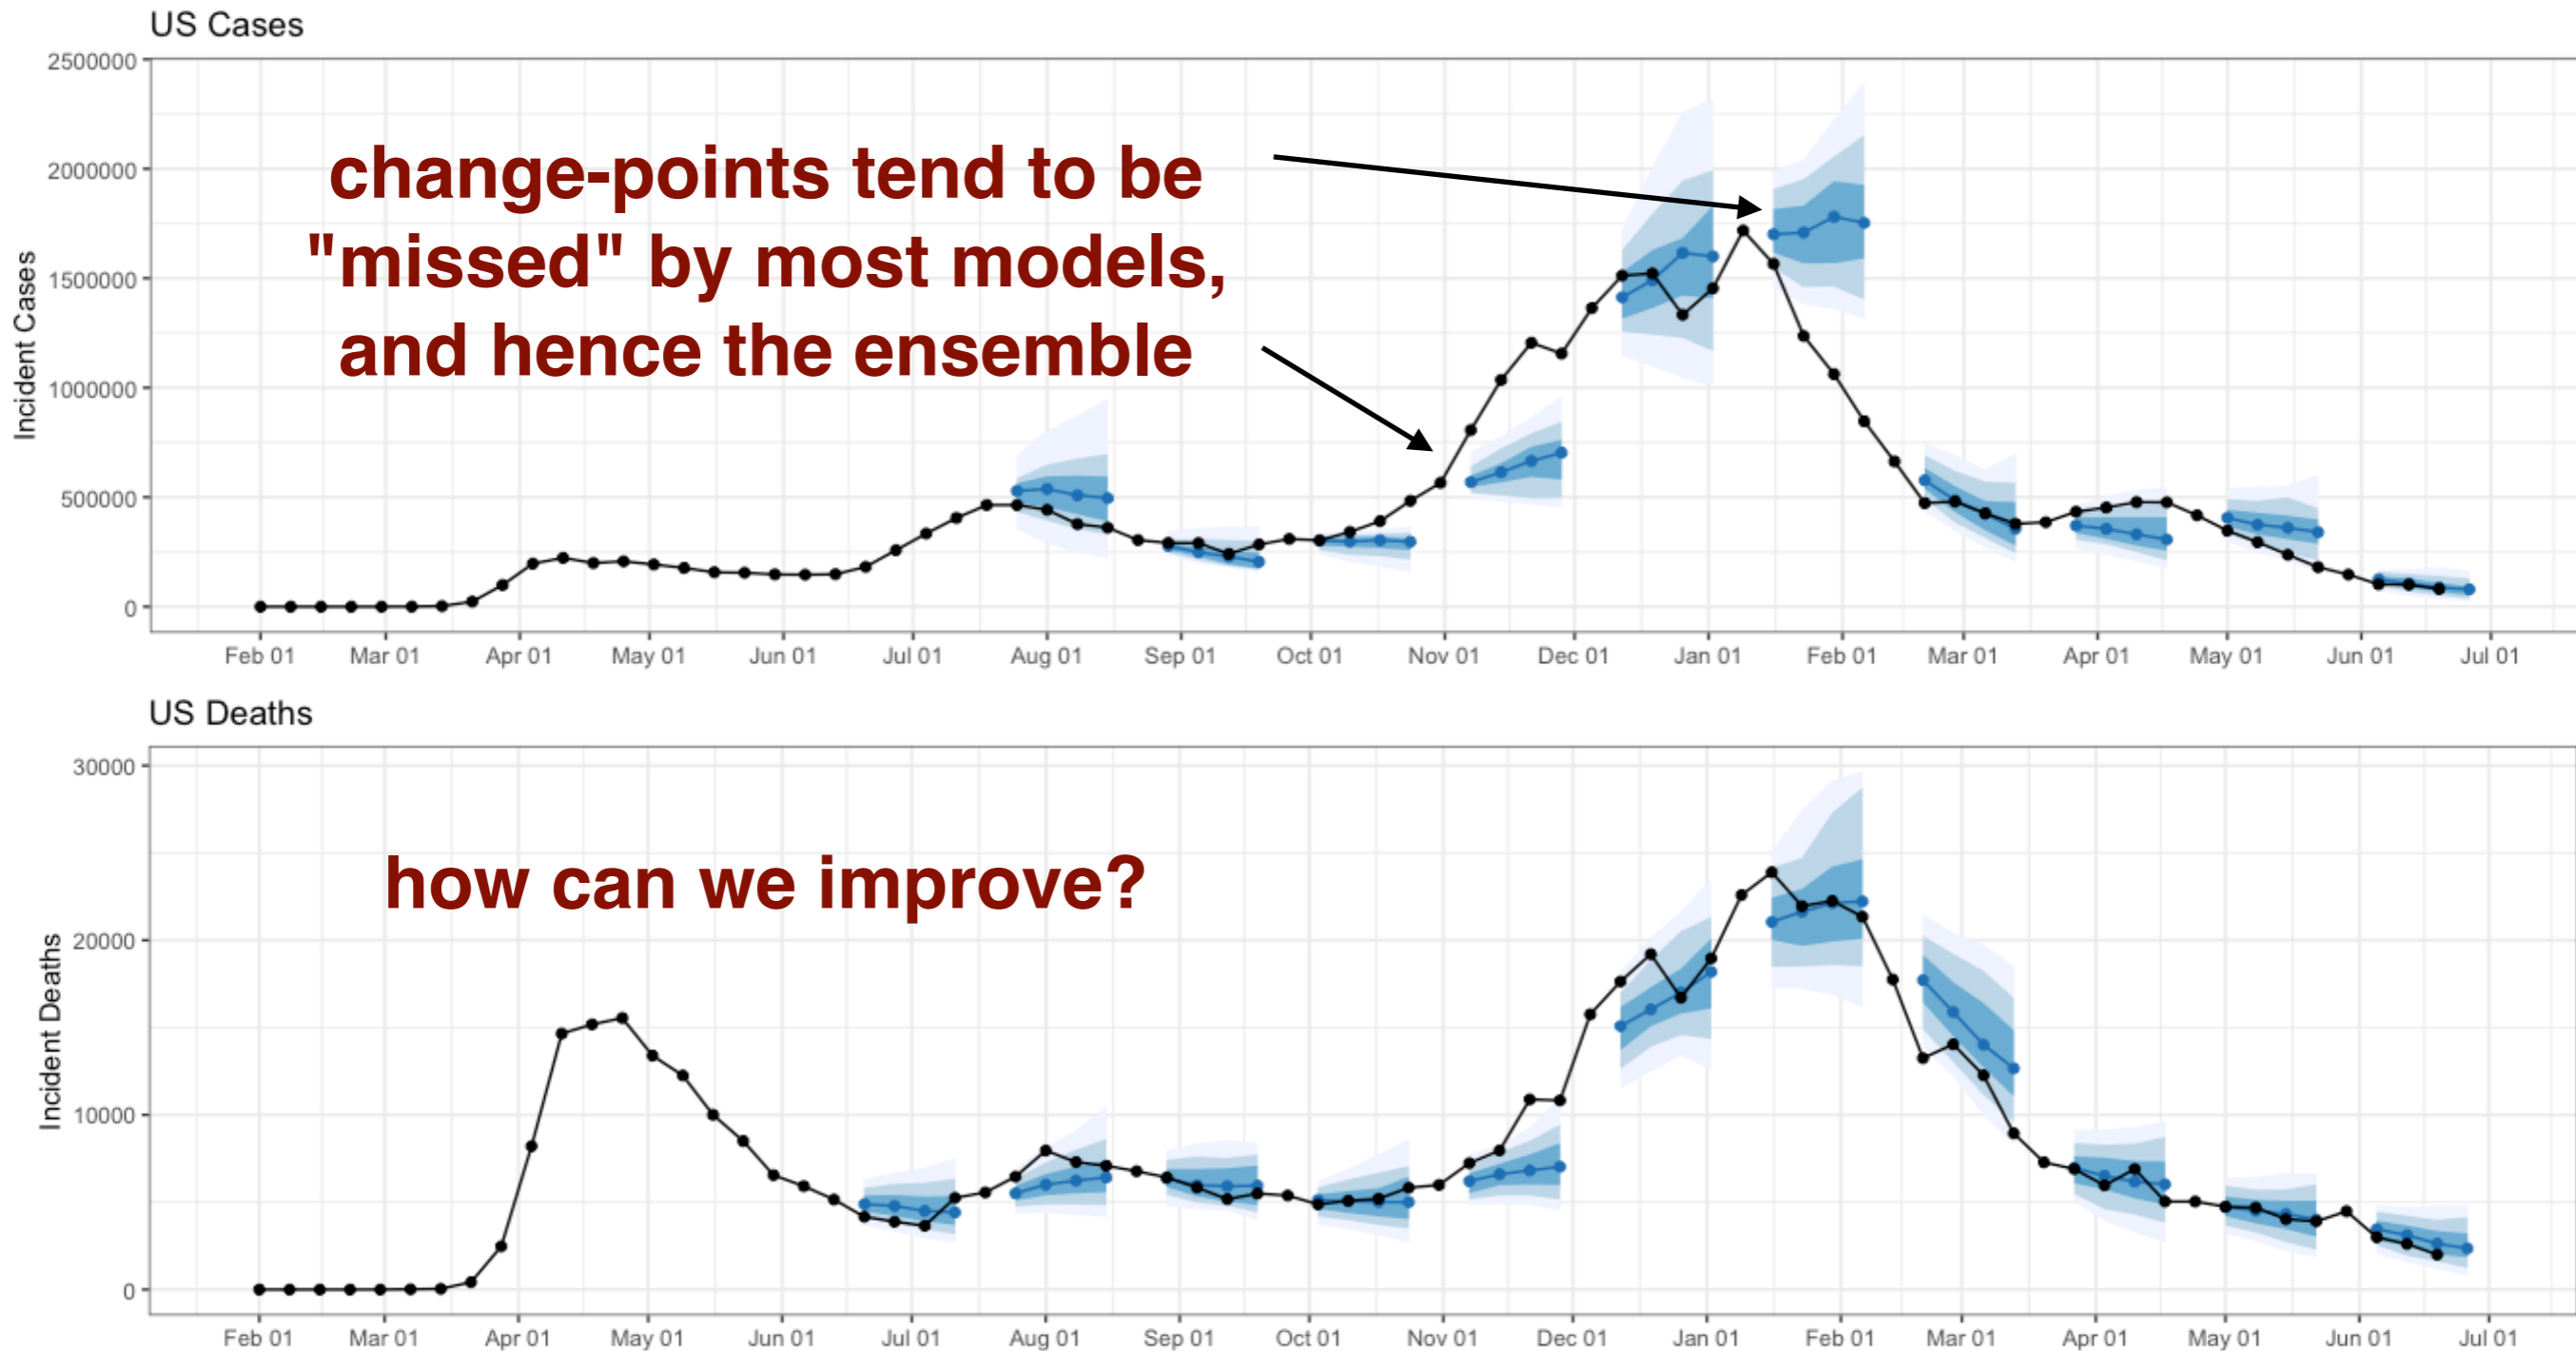 US Cases
2500000
2000000
1500000
1000000
500000
0
Incident Cases
change-points tend to be
"missed" by most models,
and hence the ensemble
Feb 01 Mar 01 Apr 01 May 01 Jun 01 Jul 01 Aug 01 Sep 01 Oct 01 Nov 01 Dec 01 Jan 01 Feb 01 Mar 01 Apr 01 May 01 Jun 01 Jul 01
US Deaths
30000
20000
10000
0
Incident Deaths
how can we improve?
Feb 01 Mar 01 Apr 01 May 01 Jun 01 Jul 01 Aug 01 Sep 01 Oct 01 Nov 01 Dec 01 Jan 01 Feb 01 Mar 01 Apr 01 May 01 Jun 01 Jul 01